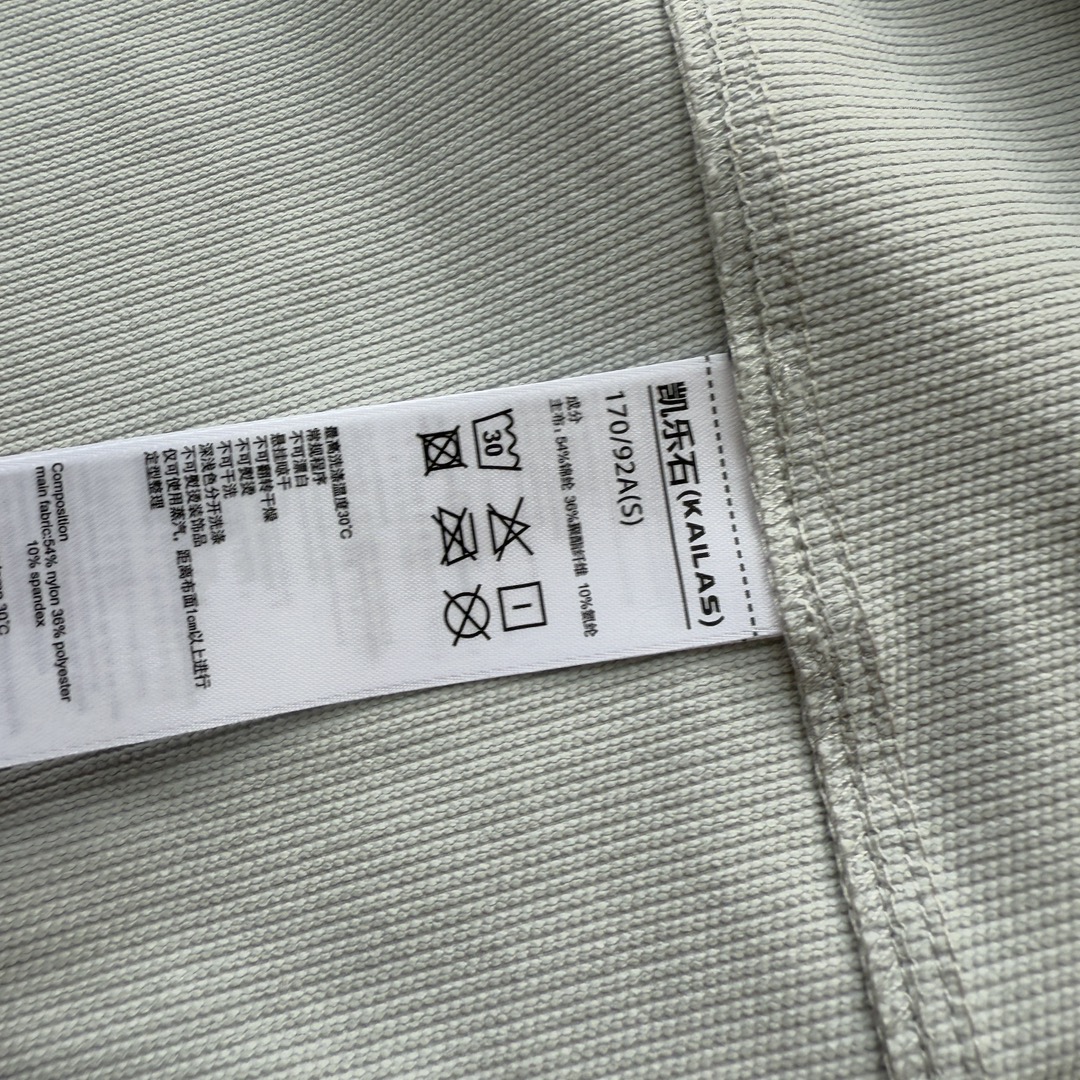 凯乐石(KAILAS)
170/92A(S)
成分
主布: 54%锦纶 36%聚酯纤维 10%氨纶
30
最高洗涤温度30℃
常规程序
不可漂白
悬挂晾干
不可翻转干燥
不可熨烫
不可干洗
深浅色分开洗涤
不可熨烫装饰品
仅可使用蒸汽，距离布面1cm以上进行
定型整理
Composition
main fabric:54% nylon 36% polyester
10% spandex
30℃